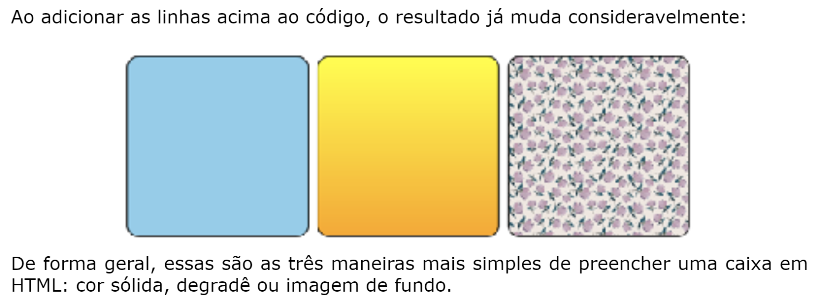 Ao adicionar as linhas acima ao código, o resultado já muda consideravelmente:
De forma geral, essas são as três maneiras mais simples de preencher uma caixa em
HTML: cor sólida, degradê ou imagem de fundo.